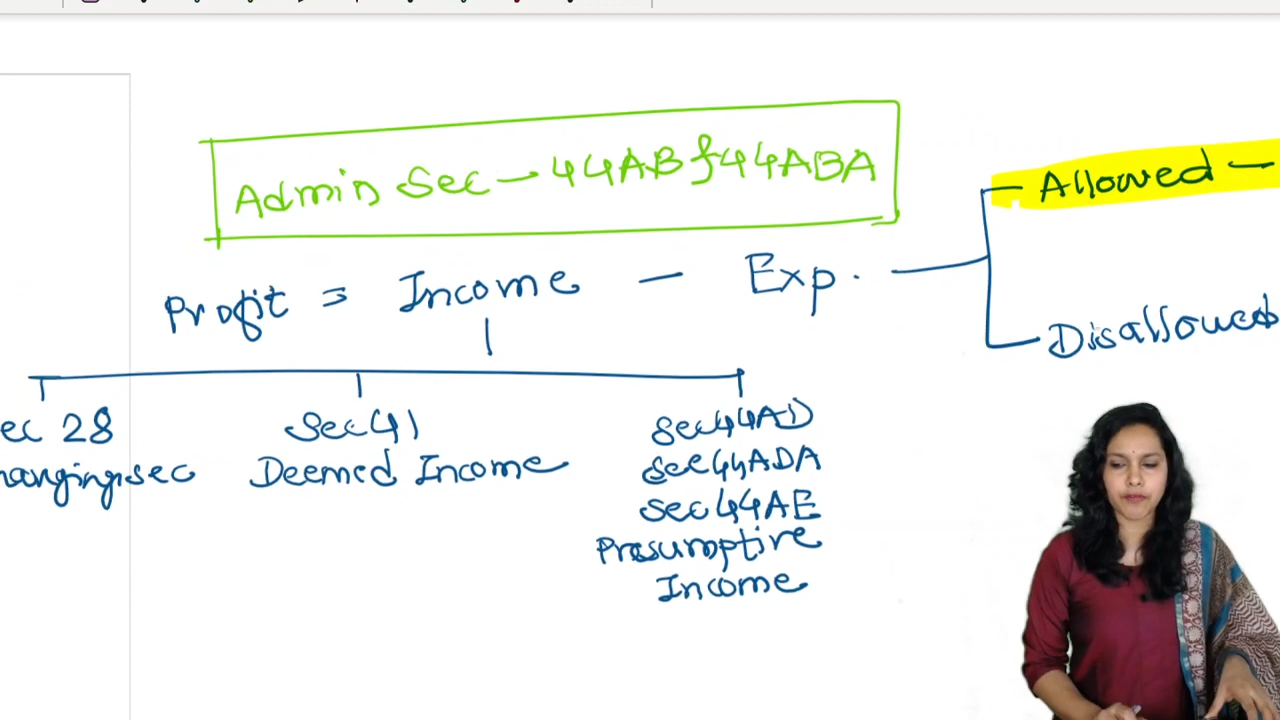 Admin Sec - 44AB & 44ABA
Allowed -
Profit = Income - Exp.
Disallowed
ec 28
Sec 41
Deemed Income
Sec 44AD
Sec 44ADA
Sec 44AE
Presumptive
Income